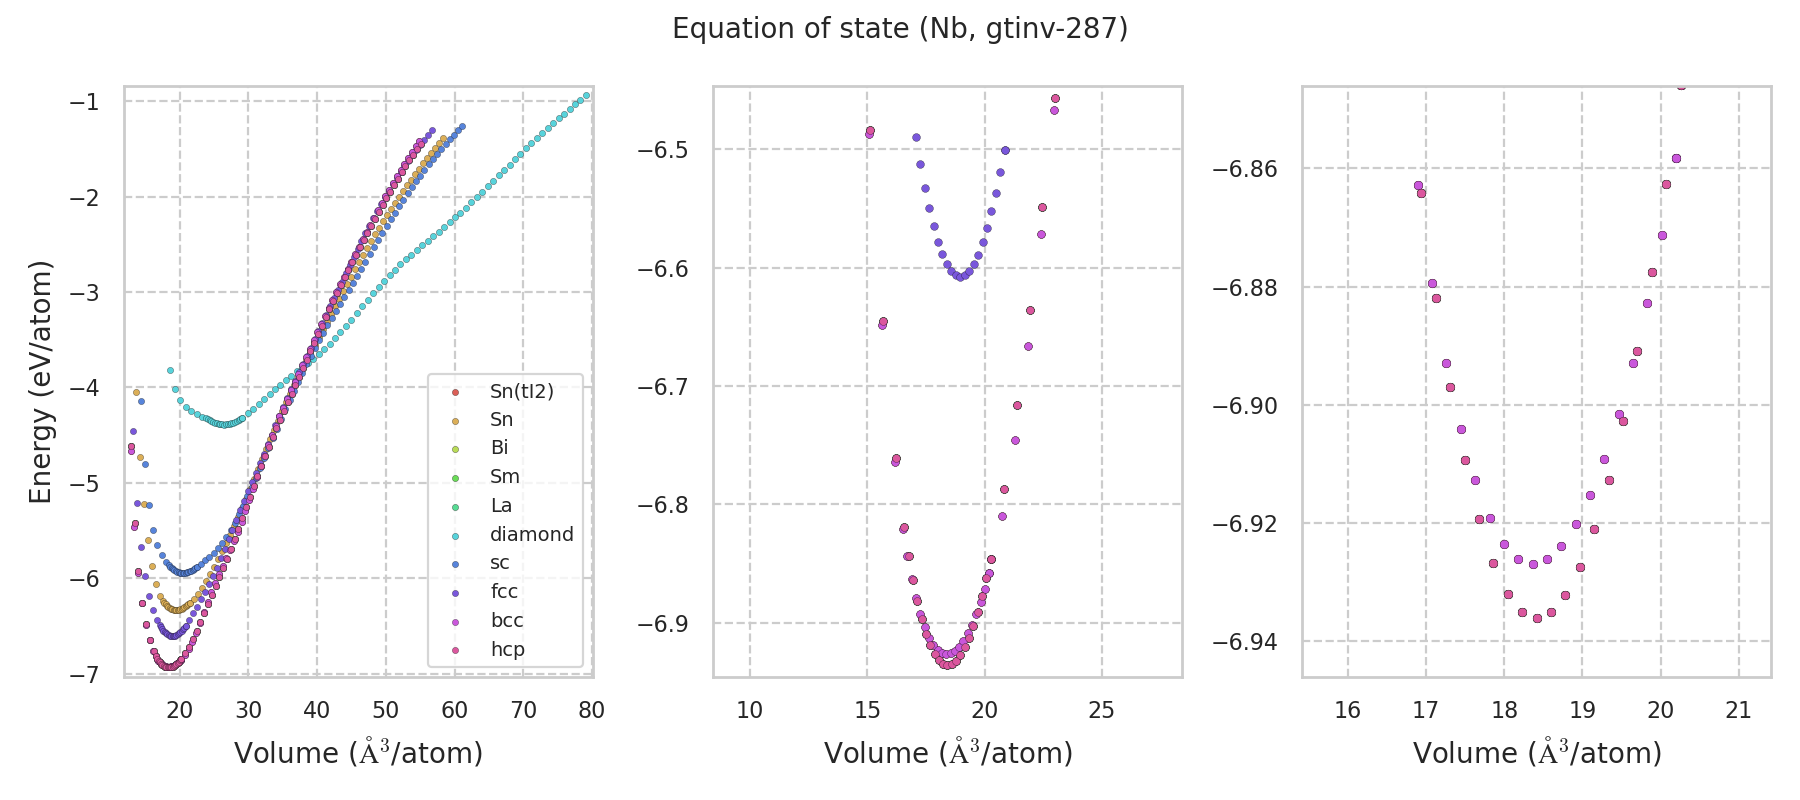 Equation of state (Nb, gtinv-287)
Energy (eV/atom)
−1
−2
−3
−4
−5
−6
−7
20 30 40 50 60 70 80
Volume (Å³/atom)
Sn(tI2)
Sn
Bi
Sm
La
diamond
sc
fcc
bcc
hcp
−6.5
−6.6
−6.7
−6.8
−6.9
10 15 20 25
Volume (Å³/atom)
−6.86
−6.88
−6.90
−6.92
−6.94
16 17 18 19 20 21
Volume (Å³/atom)